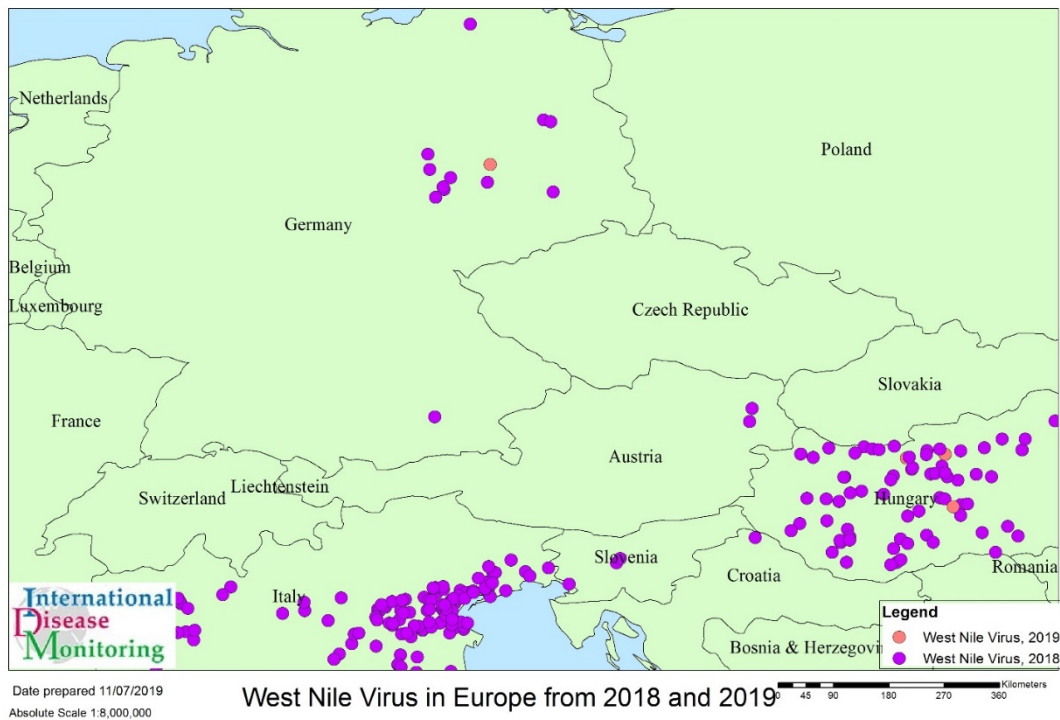 Netherlands
Poland
Germany
Belgium
Luxembourg
Czech Republic
Slovakia
France
Austria
Liechtenstein
Switzerland
Hungary
Slovenia
Romania
Croatia
Italy
International
Disease
Monitoring
Bosnia & Herzegovi
Legend
West Nile Virus, 2019
West Nile Virus, 2018
Date prepared 11/07/2019
Absolute Scale 1:8,000,000
West Nile Virus in Europe from 2018 and 2019
0 45 90 180 270 360 Kilometers